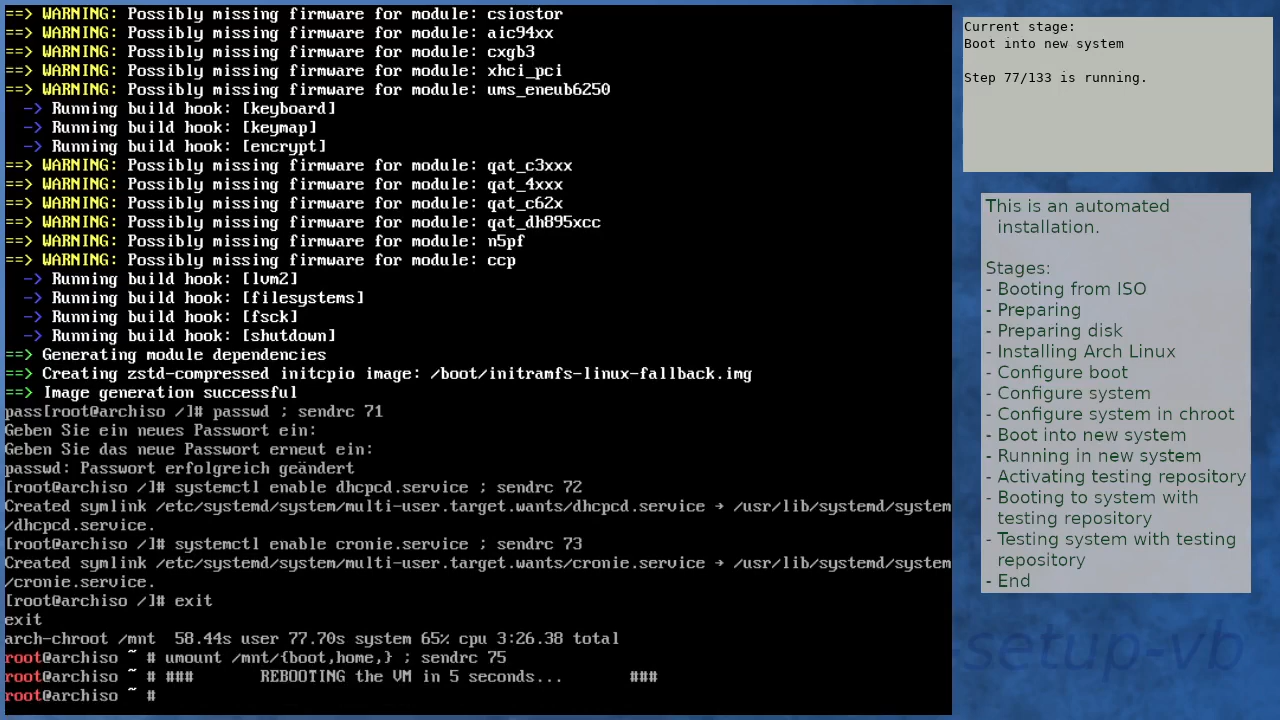 ==> WARNING: Possibly missing firmware for module: csiostor
==> WARNING: Possibly missing firmware for module: aic94xx
==> WARNING: Possibly missing firmware for module: cxgb3
==> WARNING: Possibly missing firmware for module: xhci_pci
==> WARNING: Possibly missing firmware for module: ums_eneub6250
  -> Running build hook: [keyboard]
  -> Running build hook: [keymap]
  -> Running build hook: [encrypt]
==> WARNING: Possibly missing firmware for module: qat_c3xxx
==> WARNING: Possibly missing firmware for module: qat_4xxx
==> WARNING: Possibly missing firmware for module: qat_c62x
==> WARNING: Possibly missing firmware for module: qat_dh895xcc
==> WARNING: Possibly missing firmware for module: n5pf
==> WARNING: Possibly missing firmware for module: ccp
  -> Running build hook: [lvm2]
  -> Running build hook: [filesystems]
  -> Running build hook: [fsck]
  -> Running build hook: [shutdown]
==> Generating module dependencies
==> Creating zstd-compressed initcpio image: /boot/initramfs-linux-fallback.img
==> Image generation successful
pass[root@archiso /]# passwd ; sendrc 71
Geben Sie ein neues Passwort ein:
Geben Sie das neue Passwort erneut ein:
passwd: Passwort erfolgreich geändert
[root@archiso /]# systemctl enable dhcpcd.service ; sendrc 72
Created symlink /etc/systemd/system/multi-user.target.wants/dhcpcd.service → /usr/lib/systemd/system
/dhcpcd.service.
[root@archiso /]# systemctl enable cronie.service ; sendrc 73
Created symlink /etc/systemd/system/multi-user.target.wants/cronie.service → /usr/lib/systemd/system
/cronie.service.
[root@archiso /]# exit
exit
arch-chroot /mnt  58.44s user 77.70s system 65% cpu 3:26.38 total
root@archiso ~ # umount /mnt/{boot,home,} ; sendrc 75
root@archiso ~ # ###       REBOOTING the VM in 5 seconds...       ###
root@archiso ~ #
Current stage:
Boot into new system
Step 77/133 is running.
This is an automated
installation.
Stages:
- Booting from ISO
- Preparing
- Preparing disk
- Installing Arch Linux
- Configure boot
- Configure system
- Configure system in chroot
- Boot into new system
- Running in new system
- Activating testing repository
- Booting to system with
testing repository
- Testing system with testing
repository
- End
-setup-vb